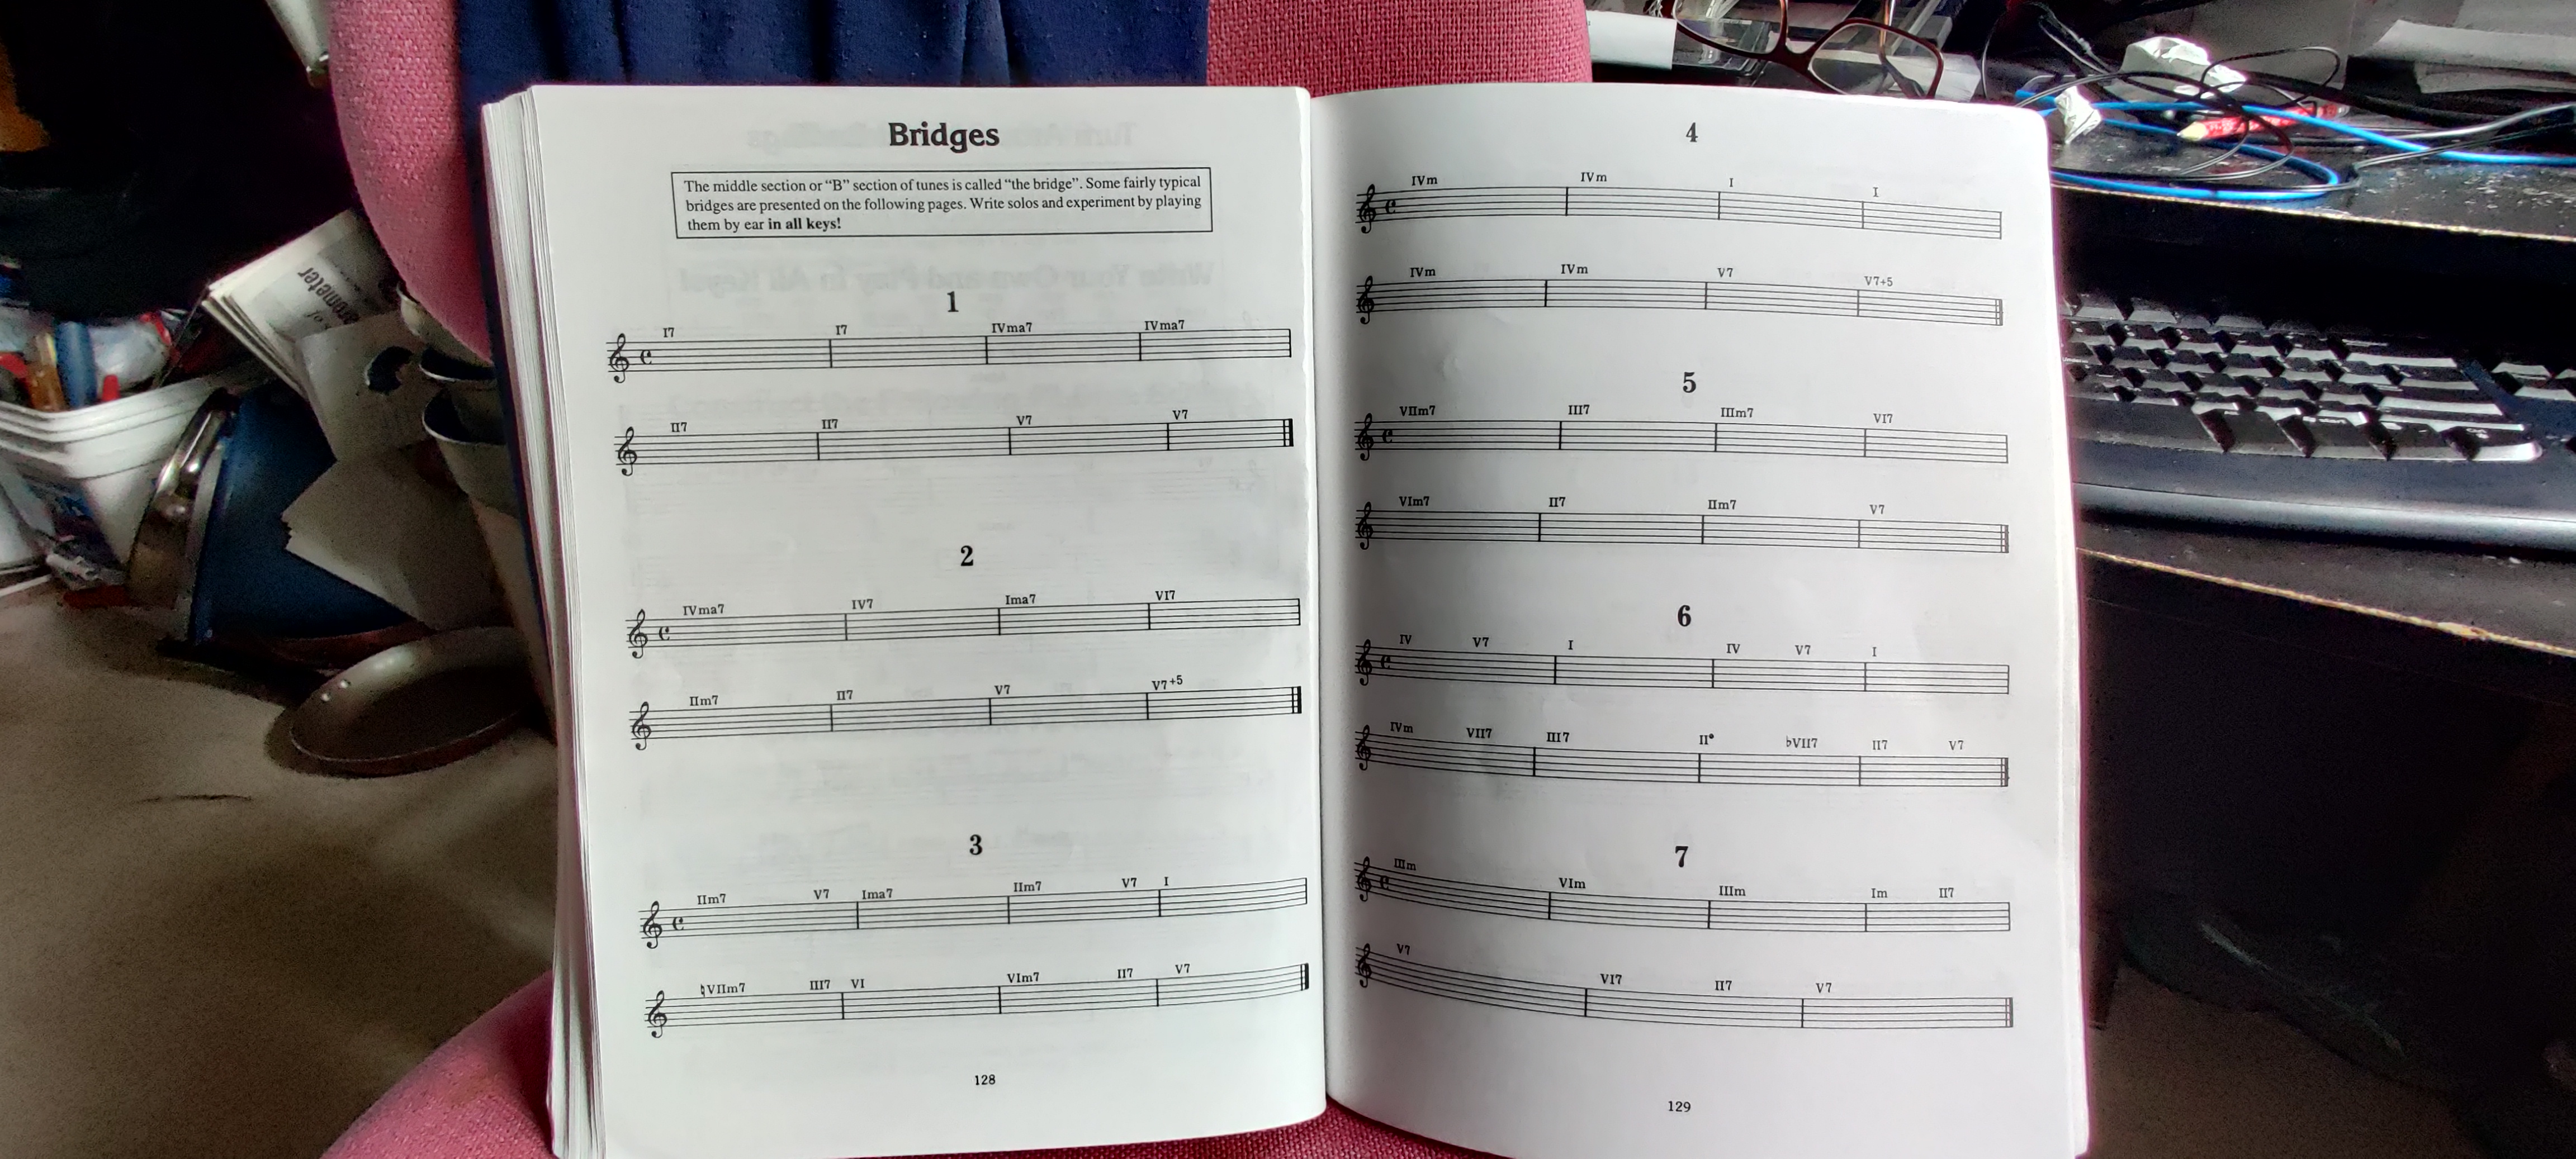 Bridges
The middle section or “B” section of tunes is called “the bridge”. Some fairly typical
bridges are presented on the following pages. Write solos and experiment by playing
them by ear in all keys!
1
I7 I7 IVma7 IVma7
II7 II7 V7 V7
2
IVma7 IV7 Ima7 VI7
IIm7 II7 V7 V7+5
3
IIm7 V7 Ima7 IIm7 V7 I
♮VIIm7 III7 VI VIm7 II7 V7
128
4
IVm IVm I I
IVm IVm V7 V7+5
5
VIIm7 III7 IIIm7 VI7
VIm7 II7 IIm7 V7
6
IV V7 I IV V7 I
IVm VII7 III7 II° ♭VII7 II7 V7
7
IIIm VIm IIIm Im II7
V7 VI7 II7 V7
129